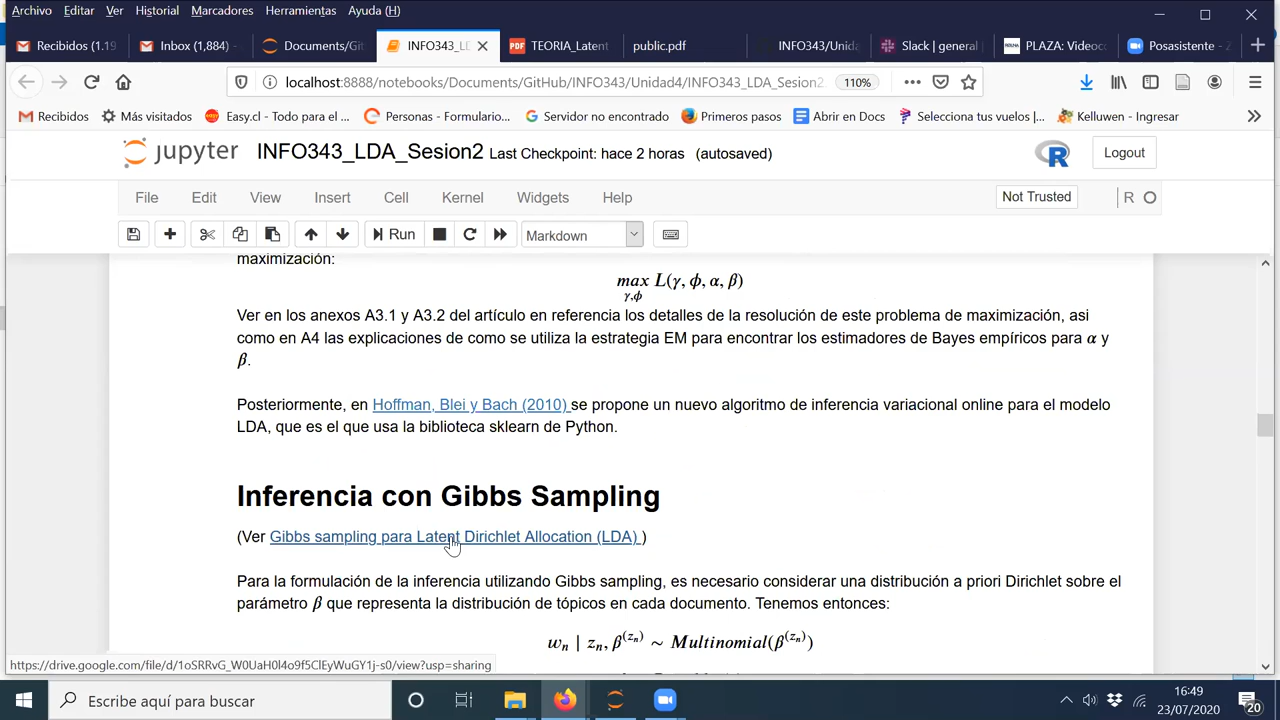 Archivo Editar Ver Historial Marcadores Herramientas Ayuda (H)
Recibidos (1.19 Inbox (1,884) - Documents/Git INFO343_LD TEORIA_Latent public.pdf INFO343/Unida Slack | general PLAZA: Videoc Posasistente - Z
localhost:8888/notebooks/Documents/GitHub/INFO343/Unidad4/INFO343_LDA_Sesion2. 110%
Recibidos Más visitados Easy.cl - Todo para el ... Personas - Formulario... Servidor no encontrado Primeros pasos Abrir en Docs Selecciona tus vuelos |... Kelluwen - Ingresar
jupyter INFO343_LDA_Sesion2 Last Checkpoint: hace 2 horas (autosaved) R Logout
File Edit View Insert Cell Kernel Widgets Help Not Trusted R
Run Markdown
maximización:
max L(γ, ϕ, α, β)
γ,ϕ
Ver en los anexos A3.1 y A3.2 del artículo en referencia los detalles de la resolución de este problema de maximización, asi
como en A4 las explicaciones de como se utiliza la estrategia EM para encontrar los estimadores de Bayes empíricos para α y
β.
Posteriormente, en Hoffman, Blei y Bach (2010) se propone un nuevo algoritmo de inferencia variacional online para el modelo
LDA, que es el que usa la biblioteca sklearn de Python.
Inferencia con Gibbs Sampling
(Ver Gibbs sampling para Latent Dirichlet Allocation (LDA) )
Para la formulación de la inferencia utilizando Gibbs sampling, es necesario considerar una distribución a priori Dirichlet sobre el
parámetro β que representa la distribución de tópicos en cada documento. Tenemos entonces:
wₙ | zₙ, β^(zₙ) ~ Multinomial(β^(zₙ))
https://drive.google.com/file/d/1oSRRvG_W0UaH0l4o9f5ClEyWuGY1j-s0/view?usp=sharing
Escribe aquí para buscar
16:49
23/07/2020
20